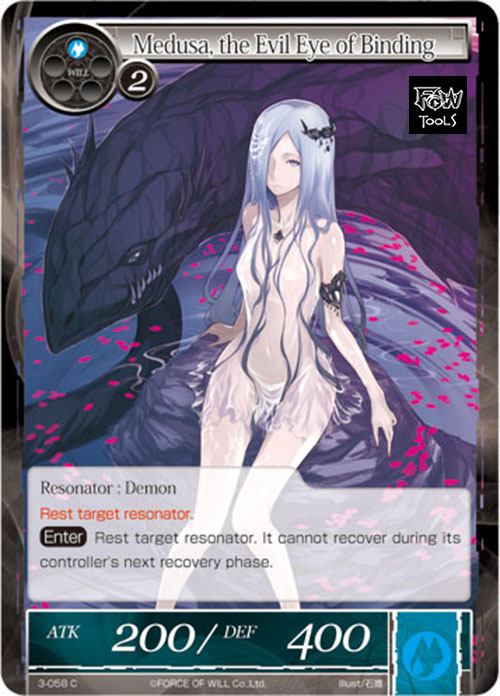 Medusa, the Evil Eye of Binding
WILL
2
FOW
TOOLS
Resonator : Demon
Rest target resonator.
Enter Rest target resonator. It cannot recover during its
controller's next recovery phase.
ATK 200/ DEF 400
3-058 C ©FORCE OF WILL Co.,Ltd. Illust/石鹿